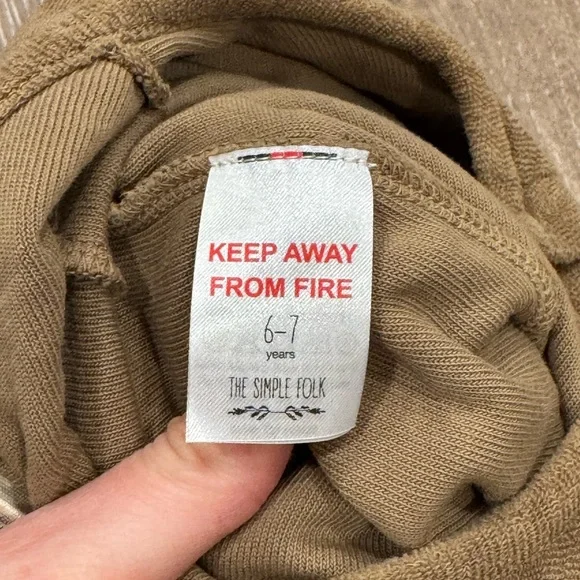 KEEP AWAY
FROM FIRE
6-7
years
THE SIMPLE FOLK